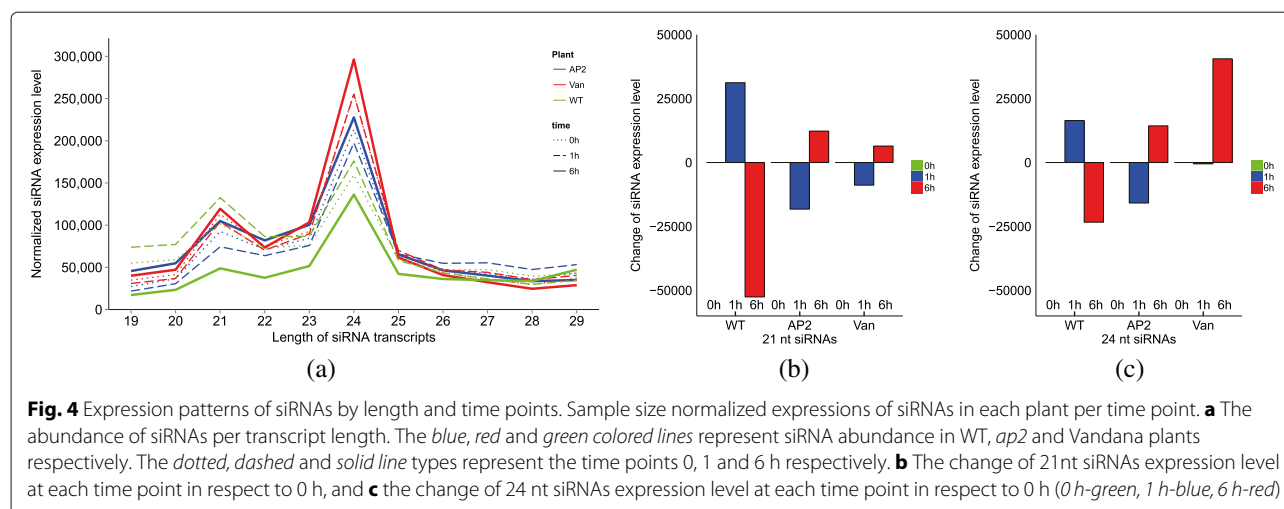 Normalized siRNA expression level
300,000
250,000
200,000
150,000
100,000
50,000
0
19 20 21 22 23 24 25 26 27 28 29
Length of siRNA transcripts
Plant
AP2
Van
WT
time
0h
1h
6h
(a)
Change of siRNA expression level
50000
25000
0
−25000
−50000
0h 1h 6h 0h 1h 6h 0h 1h 6h
WT AP2 Van
21 nt siRNAs
0h
1h
6h
(b)
Change of siRNA expression level
50000
25000
0
−25000
−50000
0h 1h 6h 0h 1h 6h 0h 1h 6h
WT AP2 Van
24 nt siRNAs
0h
1h
6h
(c)
Fig. 4 Expression patterns of siRNAs by length and time points. Sample size normalized expressions of siRNAs in each plant per time point. a The
abundance of siRNAs per transcript length. The blue, red and green colored lines represent siRNA abundance in WT, ap2 and Vandana plants
respectively. The dotted, dashed and solid line types represent the time points 0, 1 and 6 h respectively. b The change of 21nt siRNAs expression level
at each time point in respect to 0 h, and c the change of 24 nt siRNAs expression level at each time point in respect to 0 h (0 h-green, 1 h-blue, 6 h-red)